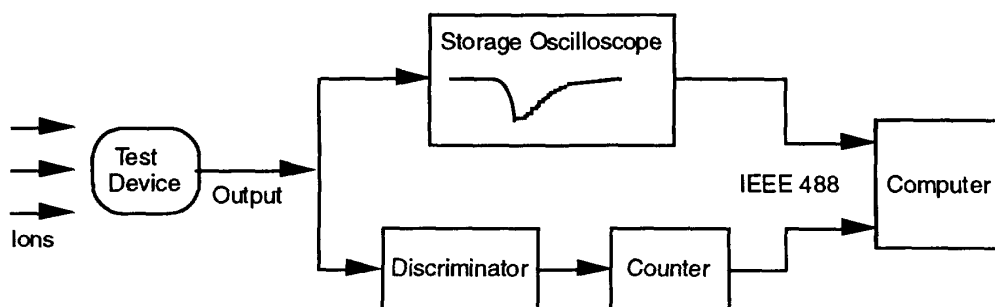 Storage Oscilloscope
Test
Device
Output
Ions
IEEE 488
Computer
Discriminator
Counter